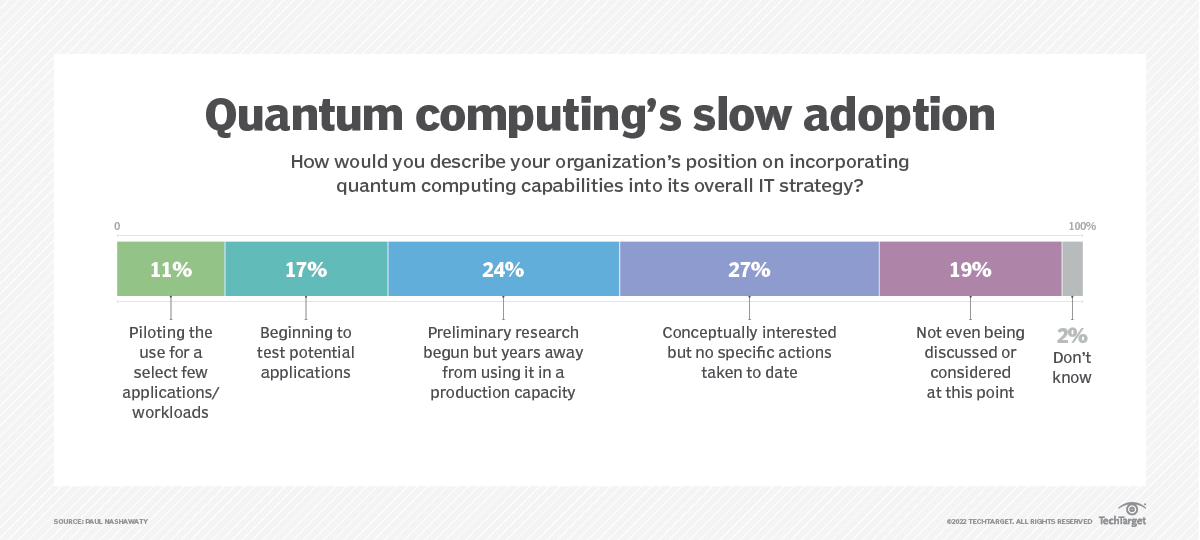 Quantum computing’s slow adoption
How would you describe your organization’s position on incorporating
quantum computing capabilities into its overall IT strategy?
0
100%
11%
17%
24%
27%
19%
Piloting the
use for a
select few
applications/
workloads
Beginning to
test potential
applications
Preliminary research
begun but years away
from using it in a
production capacity
Conceptually interested
but no specific actions
taken to date
Not even being
discussed or
considered
at this point
2%
Don’t
know
SOURCE: PAUL NASHAWATY
©2022 TECHTARGET. ALL RIGHTS RESERVED
TechTarget